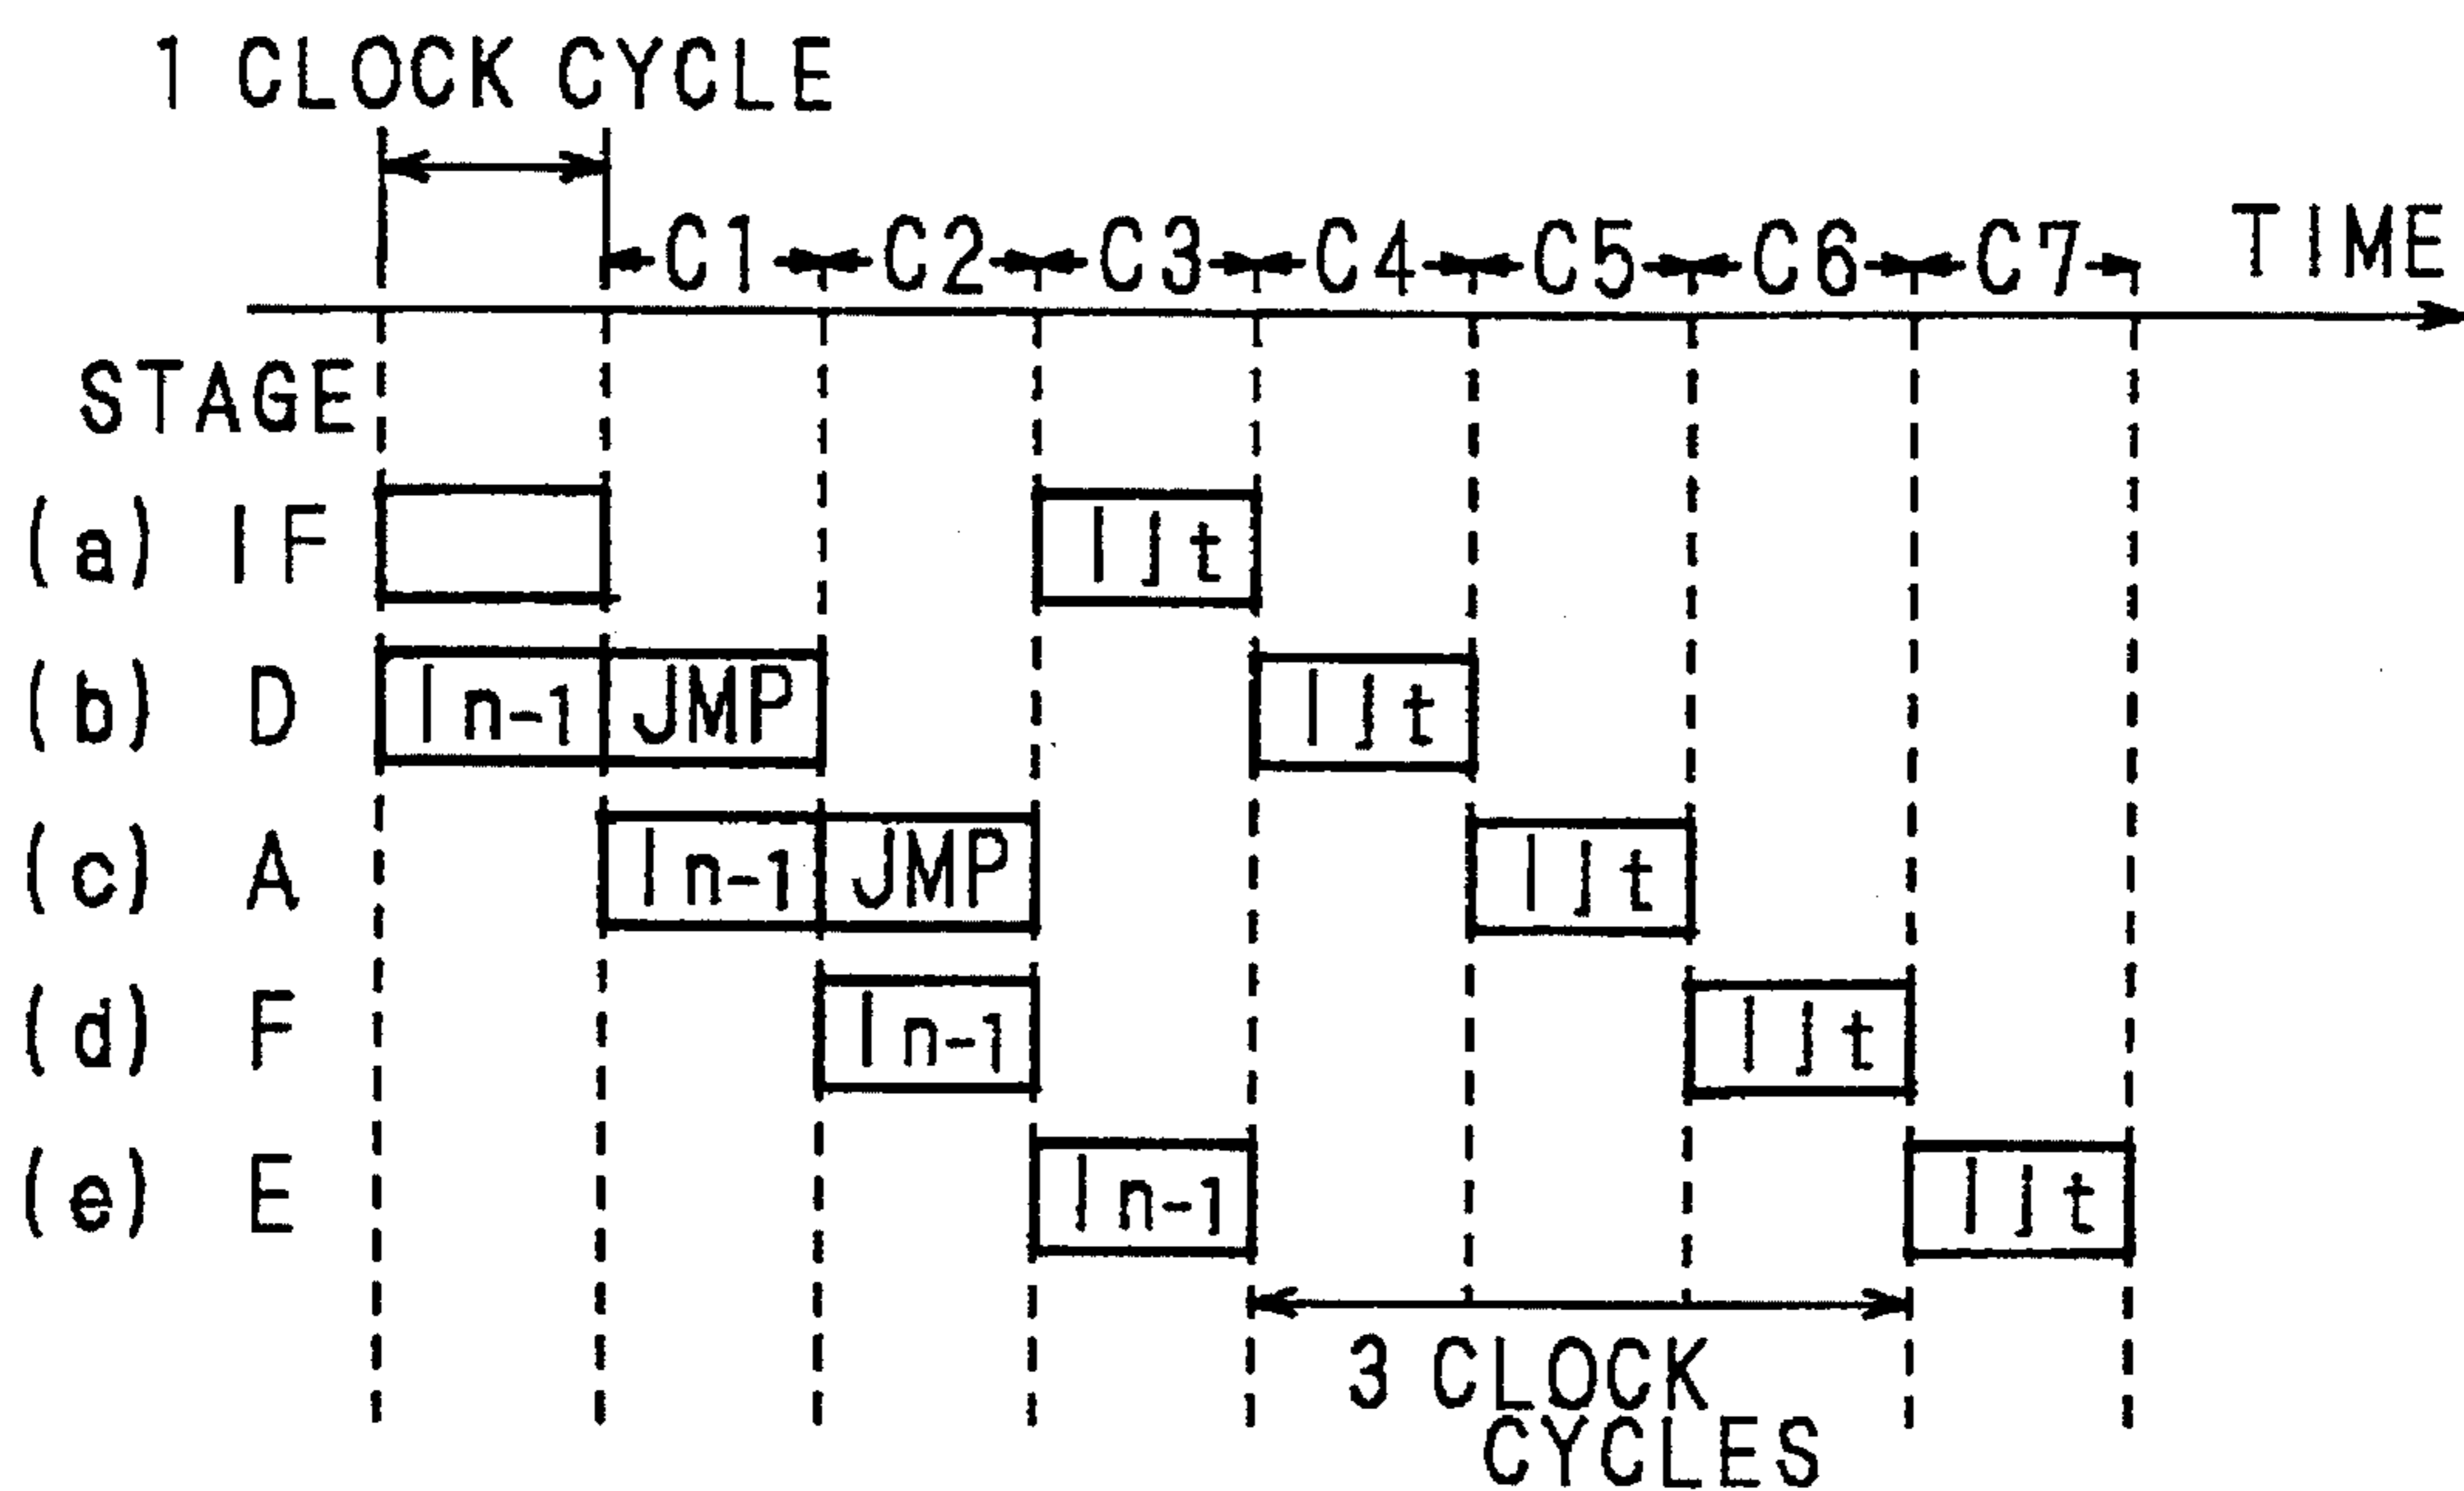 1 CLOCK CYCLE
C1 C2 C3 C4 C5 C6 C7 TIME
STAGE
(a) IF IJt
(b) D In-1 JMP IJt
(c) A In-1 JMP IJt
(d) F In-1 IJt
(e) E In-1 IJt
3 CLOCK
CYCLES